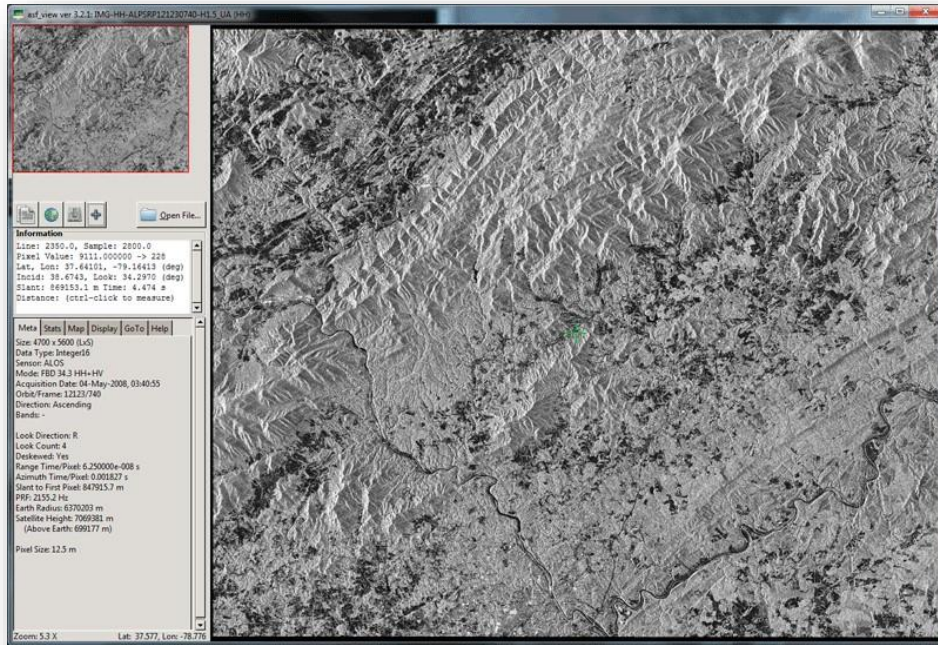 asf_view ver 3.2.1: IMG-HH-ALPSRP121230740-H1.5_UA (HH)
Open File...
Information
Line: 2350.0, Sample: 2800.0
Pixel Value: 9111.000000 -> 228
Lat, Lon: 37.64101, -79.16413 (deg)
Incid: 38.6743, Look: 34.2970 (deg)
Slant: 869153.1 m Time: 4.474 s
Distance: (ctrl-click to measure)
Meta Stats Map Display GoTo Help
Size: 4700 x 5600 (LxS)
Data Type: Integer16
Sensor: ALOS
Mode: FBD 34.3 HH+HV
Acquisition Date: 04-May-2008, 03:40:55
Orbit/Frame: 12123/740
Direction: Ascending
Bands: -
Look Direction: R
Look Count: 4
Deskewed: Yes
Range Time/Pixel: 6.250000e-008 s
Azimuth Time/Pixel: 0.001827 s
Slant to First Pixel: 847915.7 m
PRF: 2155.2 Hz
Earth Radius: 6370203 m
Satellite Height: 7069381 m
(Above Earth: 699177 m)
Pixel Size: 12.5 m
Zoom: 5.3 X Lat: 37.577, Lon: -78.776